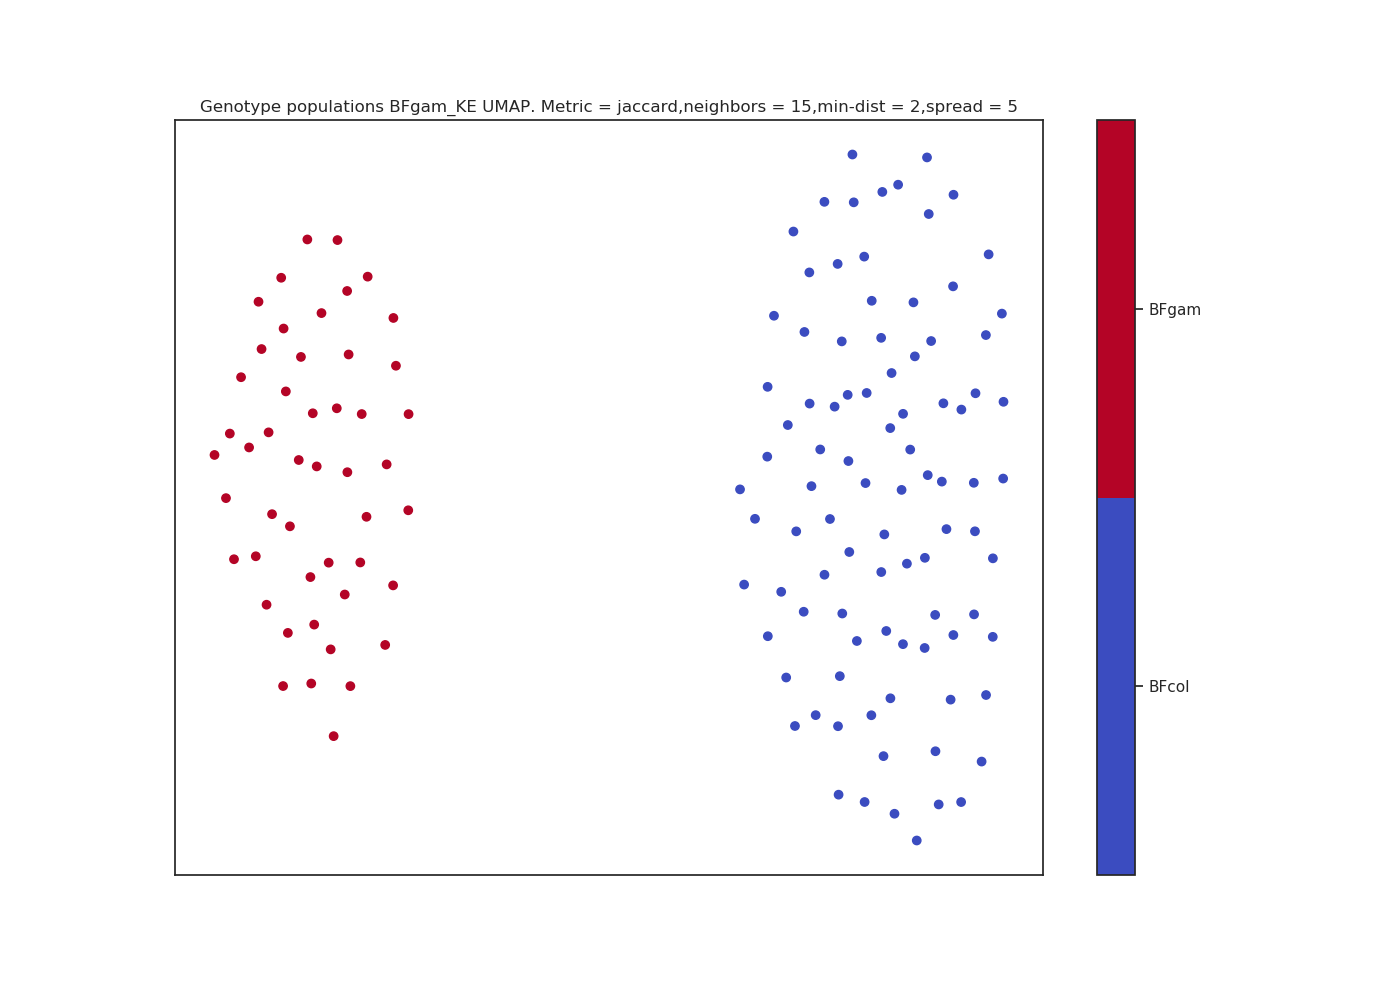 Genotype populations BFgam_KE UMAP. Metric = jaccard,neighbors = 15,min-dist = 2,spread = 5
BFgam
BFcol